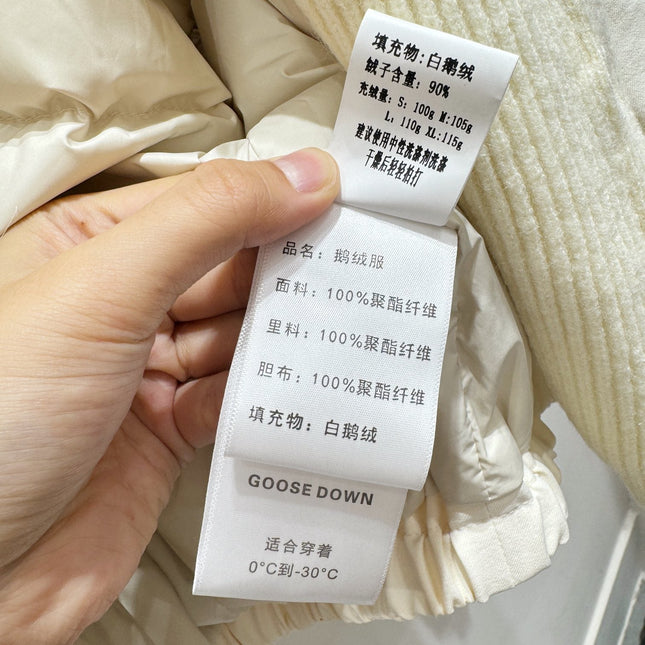 填充物:白鹅绒
绒子含量: 90%
充绒量: S: 100g M:105g
L: 110g XL:115g
建议使用中性洗涤剂洗涤
干燥后轻轻拍打
品名: 鹅绒服
面料: 100%聚酯纤维
里料: 100%聚酯纤维
胆布: 100%聚酯纤维
填充物: 白鹅绒
GOOSE DOWN
适合穿着
0°C到-30°C